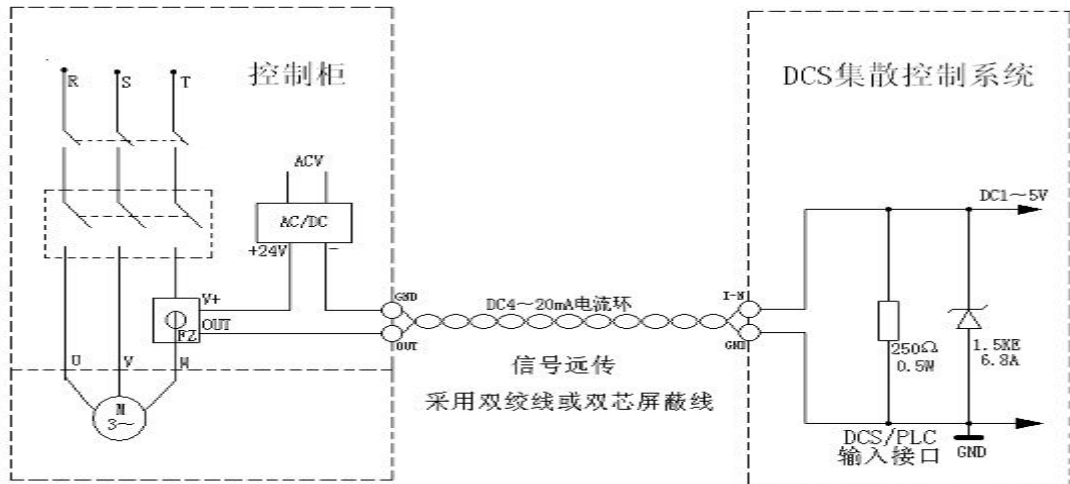 控制柜
R
S
T
ACV
AC/DC
+24V
-
V+
OUT
FZ
U
V
W
M
3~
GND
OUT
DC4~20mA电流环
信号远传
采用双绞线或双芯屏蔽线
DCS集散控制系统
I-N
GND
DC1~5V
250Ω
0.5W
1.5KE
6.8A
DCS/PLC
输入接口
GND